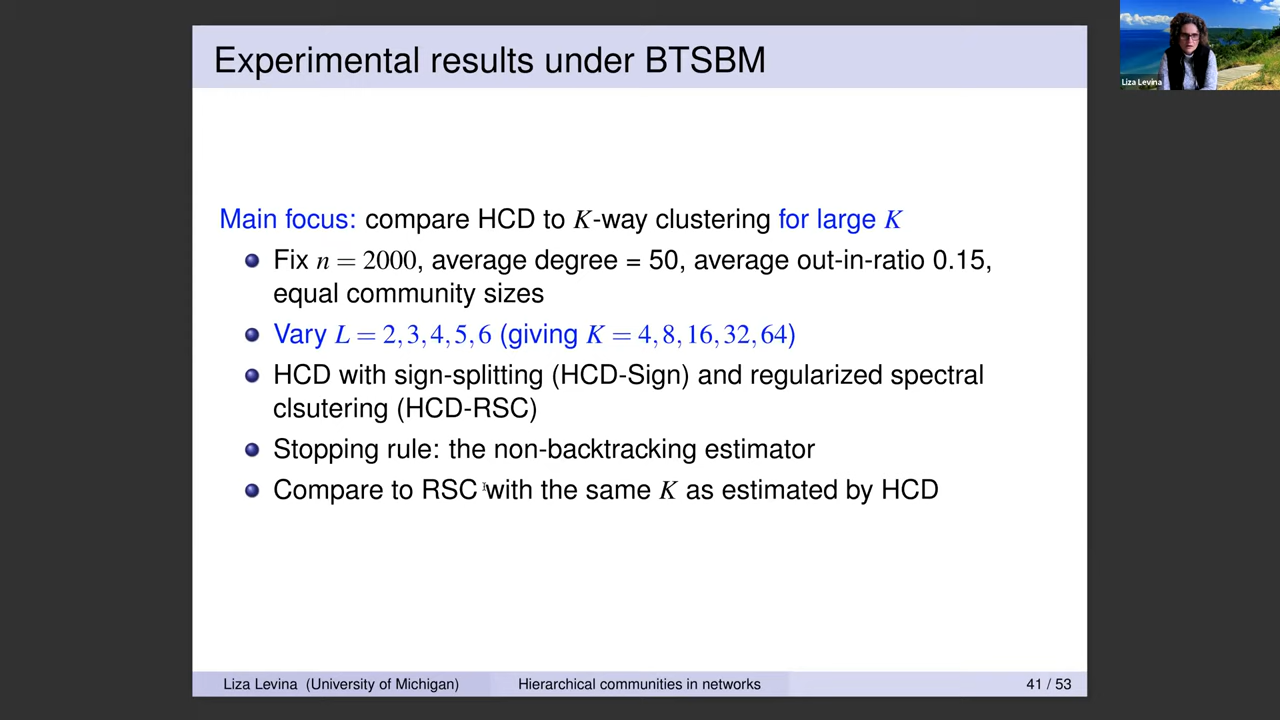 Experimental results under BTSBM
Liza Levina
Main focus: compare HCD to K-way clustering for large K
Fix n = 2000, average degree = 50, average out-in-ratio 0.15,
equal community sizes
Vary L = 2,3,4,5,6 (giving K = 4,8,16,32,64)
HCD with sign-splitting (HCD-Sign) and regularized spectral
clsutering (HCD-RSC)
Stopping rule: the non-backtracking estimator
Compare to RSC with the same K as estimated by HCD
Liza Levina (University of Michigan) Hierarchical communities in networks 41 / 53